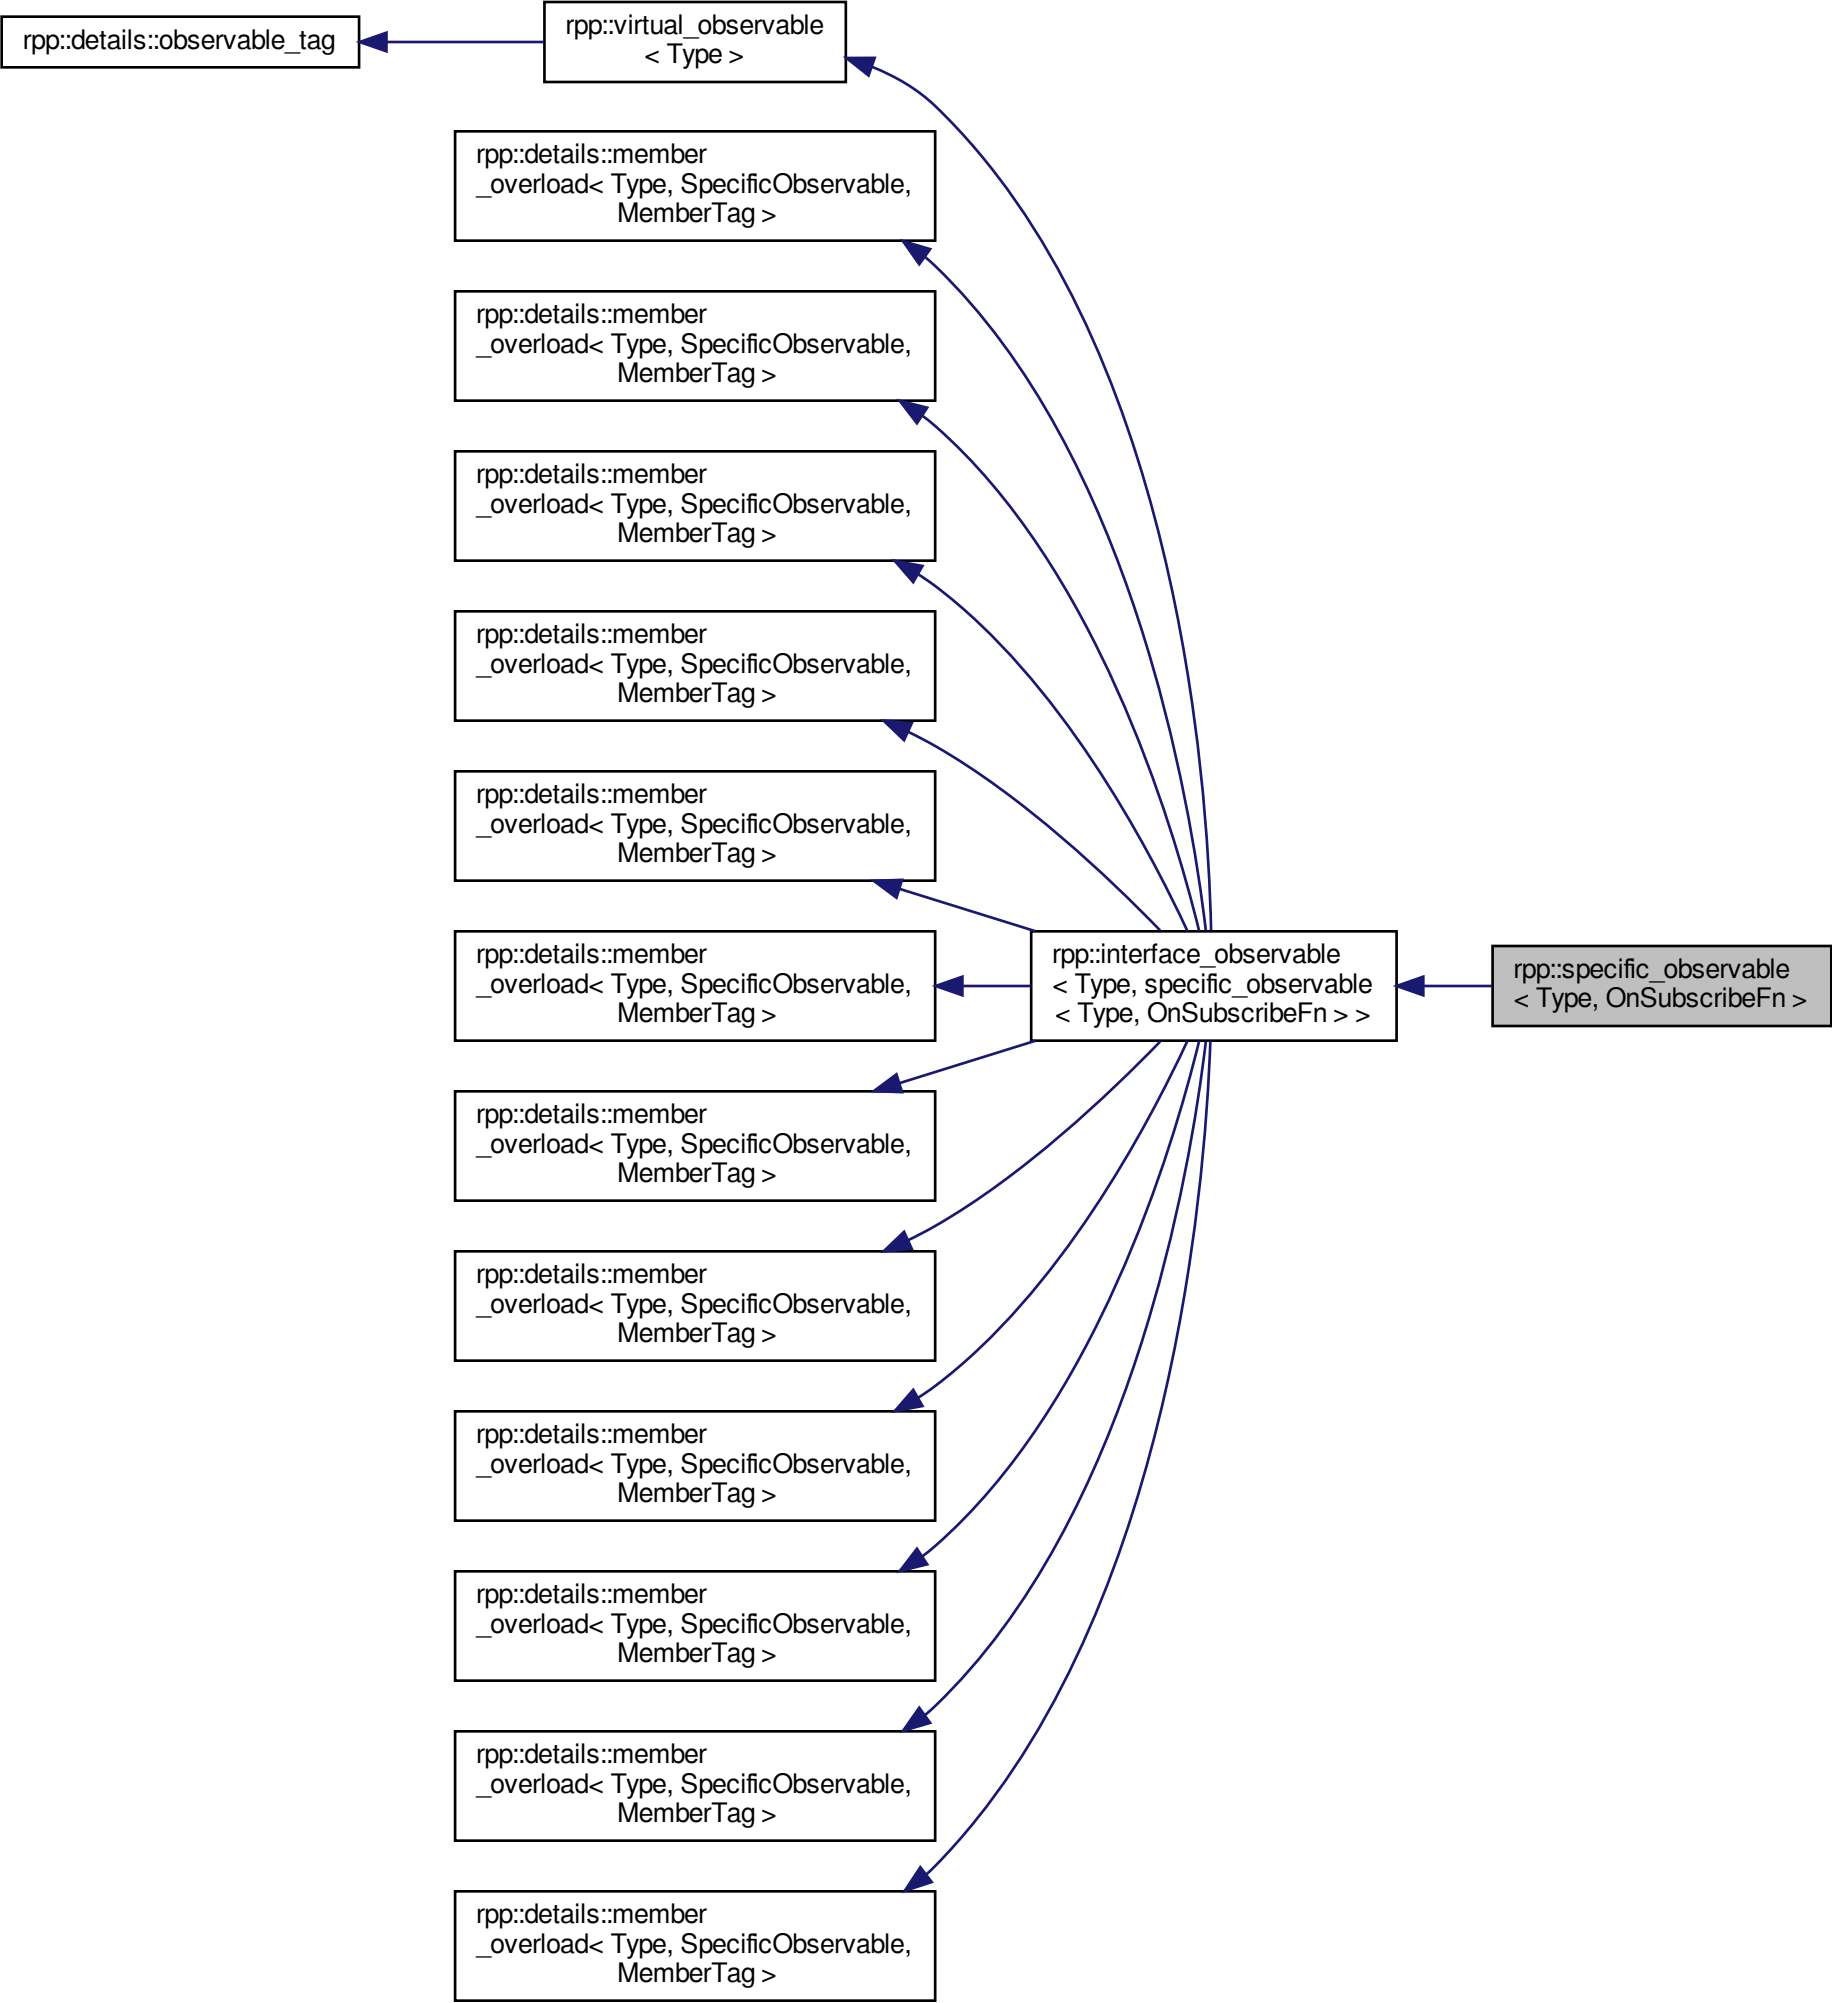 rpp::details::observable_tag
rpp::virtual_observable
< Type >
rpp::details::member
_overload< Type, SpecificObservable,
MemberTag >
rpp::details::member
_overload< Type, SpecificObservable,
MemberTag >
rpp::details::member
_overload< Type, SpecificObservable,
MemberTag >
rpp::details::member
_overload< Type, SpecificObservable,
MemberTag >
rpp::details::member
_overload< Type, SpecificObservable,
MemberTag >
rpp::details::member
_overload< Type, SpecificObservable,
MemberTag >
rpp::interface_observable
< Type, specific_observable
< Type, OnSubscribeFn > >
rpp::specific_observable
< Type, OnSubscribeFn >
rpp::details::member
_overload< Type, SpecificObservable,
MemberTag >
rpp::details::member
_overload< Type, SpecificObservable,
MemberTag >
rpp::details::member
_overload< Type, SpecificObservable,
MemberTag >
rpp::details::member
_overload< Type, SpecificObservable,
MemberTag >
rpp::details::member
_overload< Type, SpecificObservable,
MemberTag >
rpp::details::member
_overload< Type, SpecificObservable,
MemberTag >